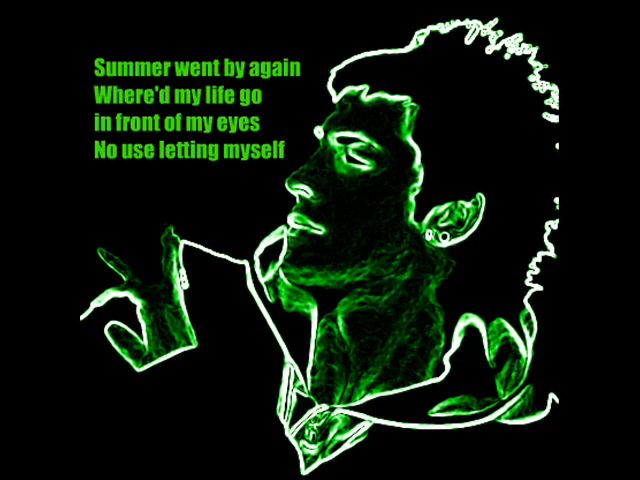 Summer went by again
Where'd my life go
in front of my eyes
No use letting myself